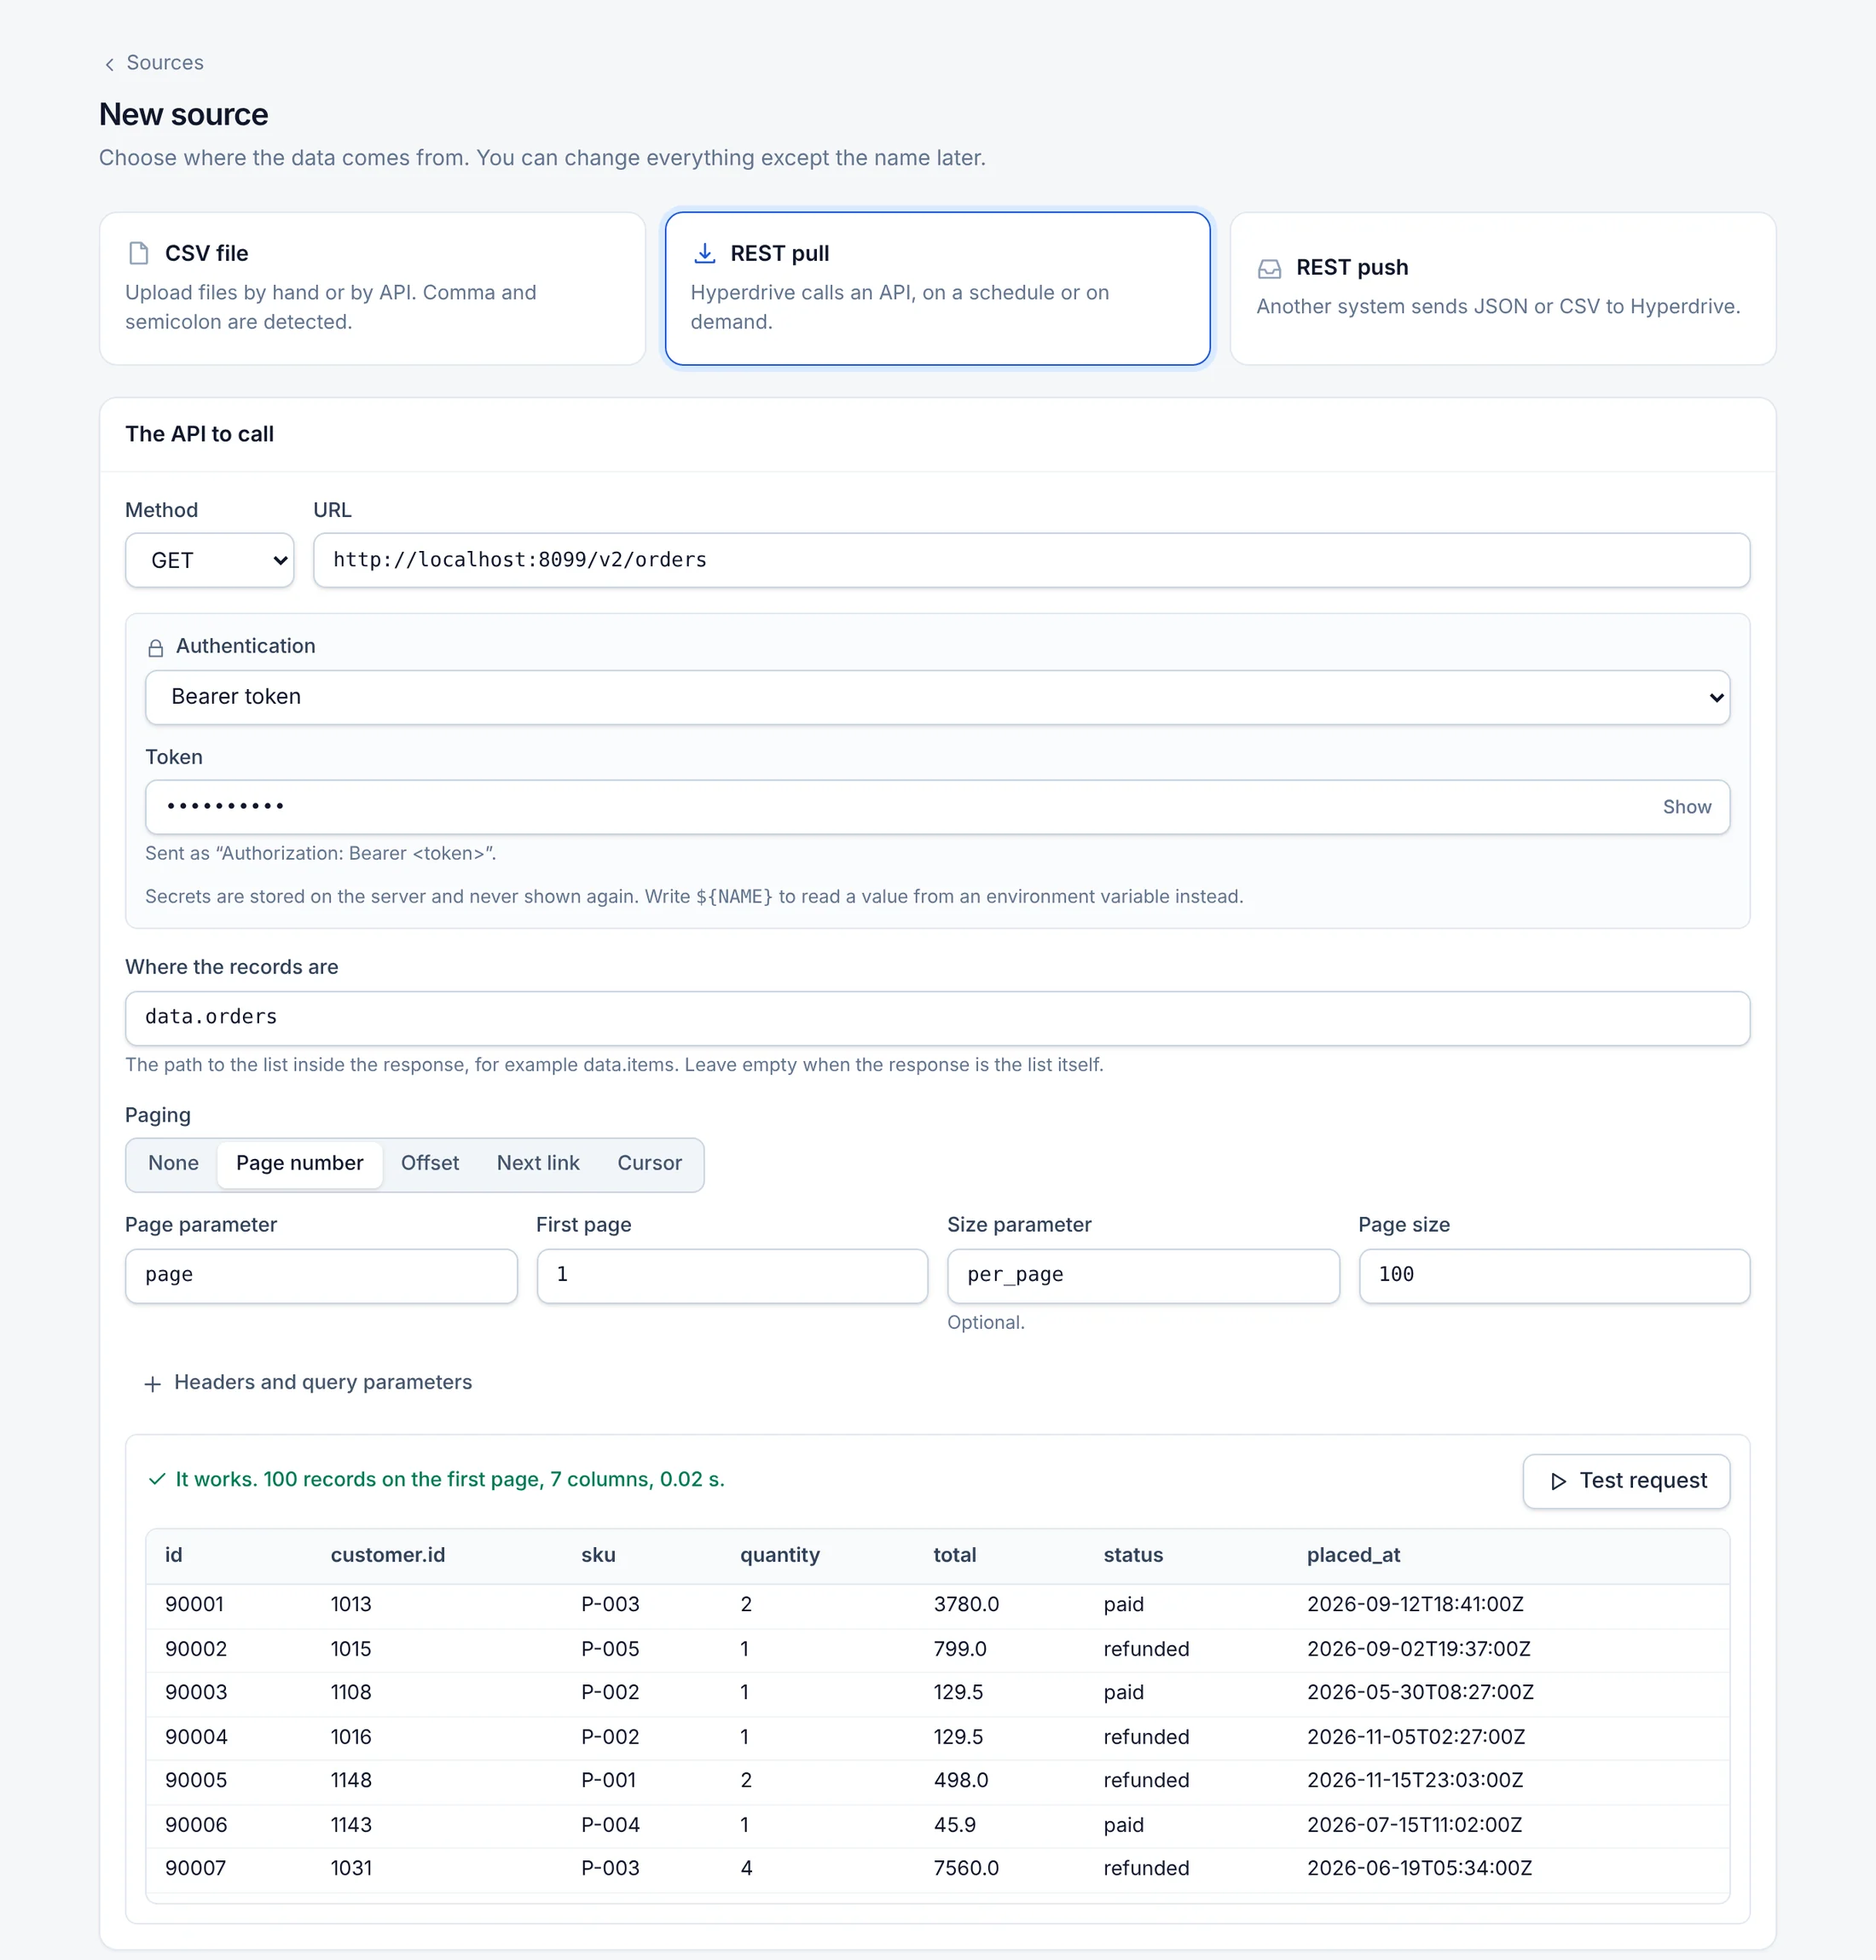 Sources
New source
Choose where the data comes from. You can change everything except the name later.
CSV file
Upload files by hand or by API. Comma and
semicolon are detected.
REST pull
Hyperdrive calls an API, on a schedule or on
demand.
REST push
Another system sends JSON or CSV to Hyperdrive.
The API to call
Method URL
GET http://localhost:8099/v2/orders
Authentication
Bearer token
Token
•••••••••• Show
Sent as “Authorization: Bearer <token>”.
Secrets are stored on the server and never shown again. Write ${NAME} to read a value from an environment variable instead.
Where the records are
data.orders
The path to the list inside the response, for example data.items. Leave empty when the response is the list itself.
Paging
None Page number Offset Next link Cursor
Page parameter First page Size parameter Page size
page 1 per_page 100
Optional.
Headers and query parameters
It works. 100 records on the first page, 7 columns, 0.02 s. Test request
id customer.id sku quantity total status placed_at
90001 1013 P-003 2 3780.0 paid 2026-09-12T18:41:00Z
90002 1015 P-005 1 799.0 refunded 2026-09-02T19:37:00Z
90003 1108 P-002 1 129.5 paid 2026-05-30T08:27:00Z
90004 1016 P-002 1 129.5 refunded 2026-11-05T02:27:00Z
90005 1148 P-001 2 498.0 refunded 2026-11-15T23:03:00Z
90006 1143 P-004 1 45.9 paid 2026-07-15T11:02:00Z
90007 1031 P-003 4 7560.0 refunded 2026-06-19T05:34:00Z